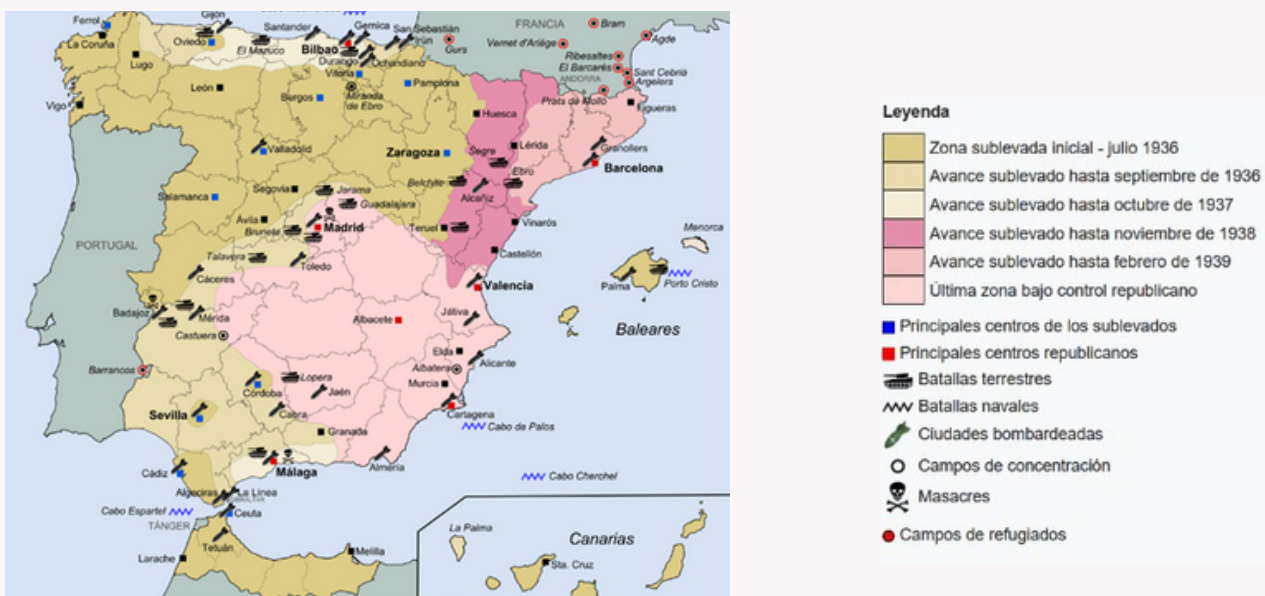 Gijón
Ferrol
La Coruña
Oviedo
El Mazuco
Santander
Bilbao
Gernica
San Sebastián
Irún
Durango
Ochandiano
Vitoria
Lugo
León
Burgos
Miranda
de Ebro
Pamplona
Vigo
FRANCIA
Bram
Vernet d'Ariège
Agde
Gurs
Ribesaltes
El Barcarès
Sant Cebrià
Argelers
ANDORRA
Prats de Mollo
Figueras
Huesca
Valladolid
Zaragoza
Segre
Lérida
Granollers
Barcelona
Ebro
Belchite
Alcañiz
Salamanca
Segovia
Jarama
Guadalajara
Ávila
Brunete
Madrid
Teruel
Vinarós
Castellón
Menorca
PORTUGAL
Talavera
Toledo
Cáceres
Valencia
Palma
Porto Cristo
Badajoz
Mérida
Castuera
Albacete
Játiva
Baleares
Elda
Albatera
Alicante
Murcia
Barrancos
Lopera
Córdoba
Jaén
Cabra
Cartagena
Cabo de Palos
Sevilla
Granada
Almería
Málaga
Cádiz
Cabo Cherchel
Algeciras
La Línea
GIBRALTAR
Cabo Espartel
Ceuta
TÁNGER
Tetuán
Larache
Melilla
La Palma
Canarias
Sta. Cruz
Leyenda
Zona sublevada inicial - julio 1936
Avance sublevado hasta septiembre de 1936
Avance sublevado hasta octubre de 1937
Avance sublevado hasta noviembre de 1938
Avance sublevado hasta febrero de 1939
Última zona bajo control republicano
Principales centros de los sublevados
Principales centros republicanos
Batallas terrestres
Batallas navales
Ciudades bombardeadas
Campos de concentración
Masacres
Campos de refugiados